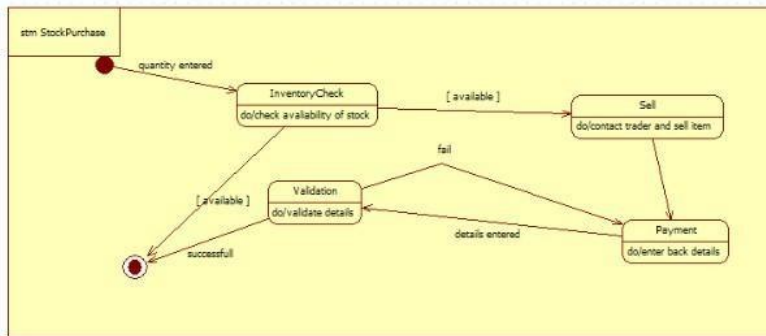 stm StockPurchase
quantity entered
InventoryCheck
do/check avaliability of stock
[ available ]
Sell
do/contact trader and sell item
fail
Validation
do/validate details
[ available ]
details entered
Payment
do/enter back details
successfull